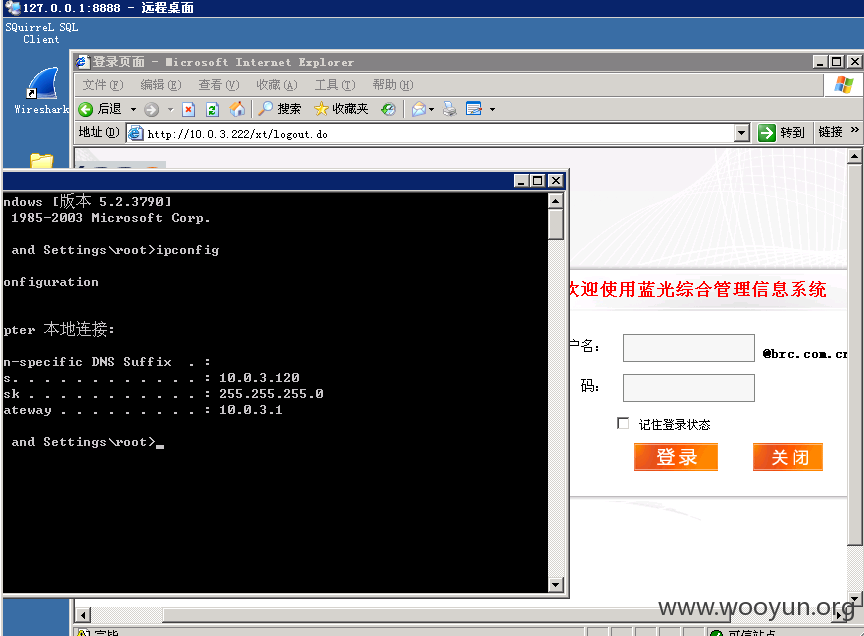 127.0.0.1:8888 - 远程桌面
SQuirreL SQL
Client
Wireshark
登录页面 - Microsoft Internet Explorer
文件(F) 编辑(E) 查看(V) 收藏(A) 工具(T) 帮助(H)
后退 搜索 收藏夹
地址(D) http://10.0.3.222/xt/logout.do 转到 链接 »
ndows [版本 5.2.3790]
1985-2003 Microsoft Corp.
and Settings\root>ipconfig
onfiguration
pter 本地连接:
n-specific DNS Suffix . :
s. . . . . . . . . . . . : 10.0.3.120
sk . . . . . . . . . . . : 255.255.255.0
ateway . . . . . . . . . : 10.0.3.1
and Settings\root>_
欢迎使用蓝光综合管理信息系统
户名:
@brc.com.cn
码:
记住登录状态
登录 关闭
www.wooyun.org
完毕 可信站点